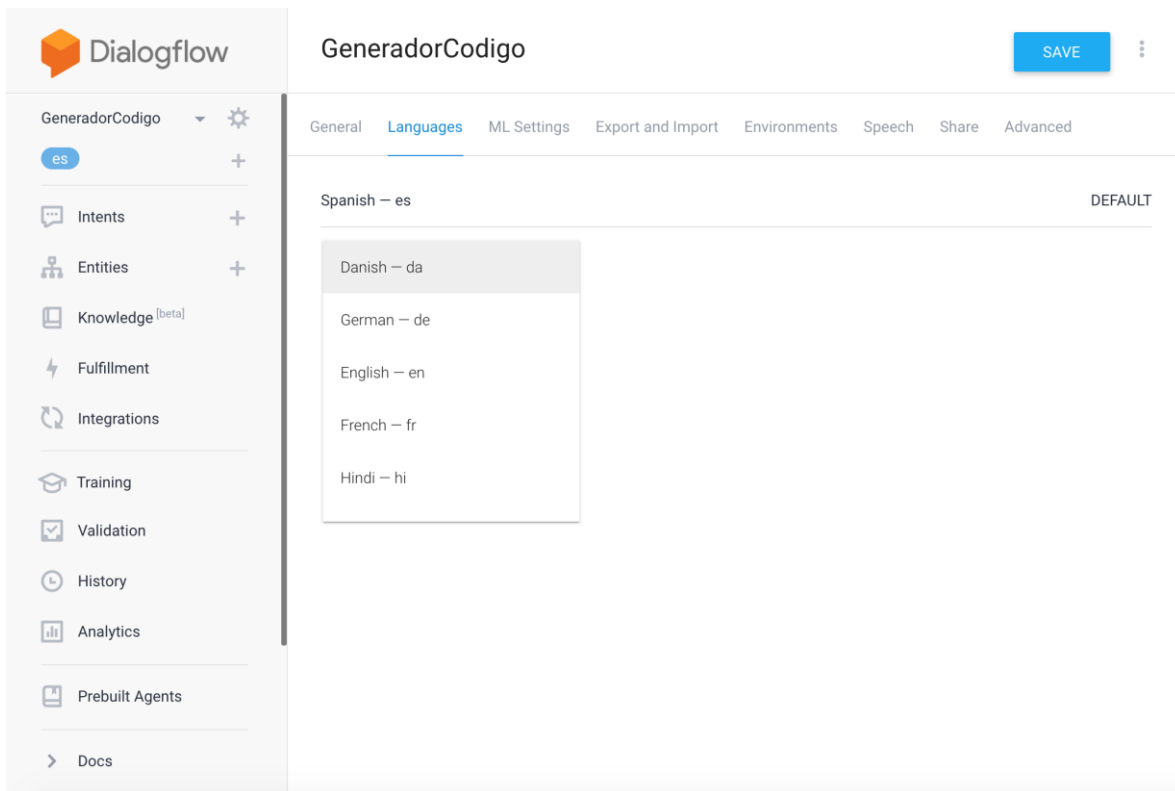 Dialogflow
GeneradorCodigo
SAVE
GeneradorCodigo
es
General Languages ML Settings Export and Import Environments Speech Share Advanced
Intents
Entities
Knowledge [beta]
Fulfillment
Integrations
Training
Validation
History
Analytics
Prebuilt Agents
Docs
Spanish — es DEFAULT
Danish — da
German — de
English — en
French — fr
Hindi — hi